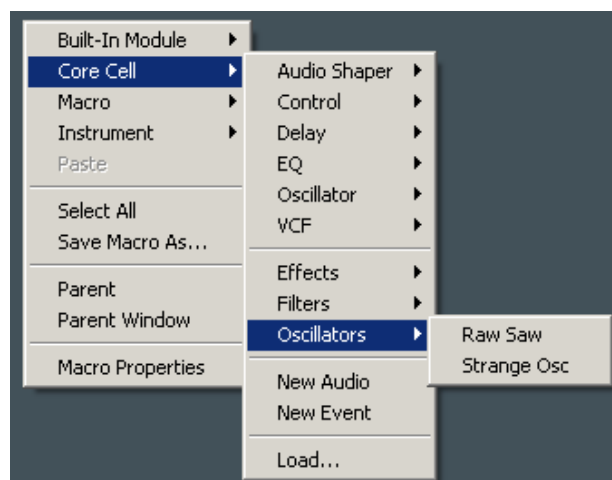 Built-In Module
Core Cell
Macro
Instrument
Paste
Select All
Save Macro As...
Parent
Parent Window
Macro Properties
Audio Shaper
Control
Delay
EQ
Oscillator
VCF
Effects
Filters
Oscillators
New Audio
New Event
Load...
Raw Saw
Strange Osc